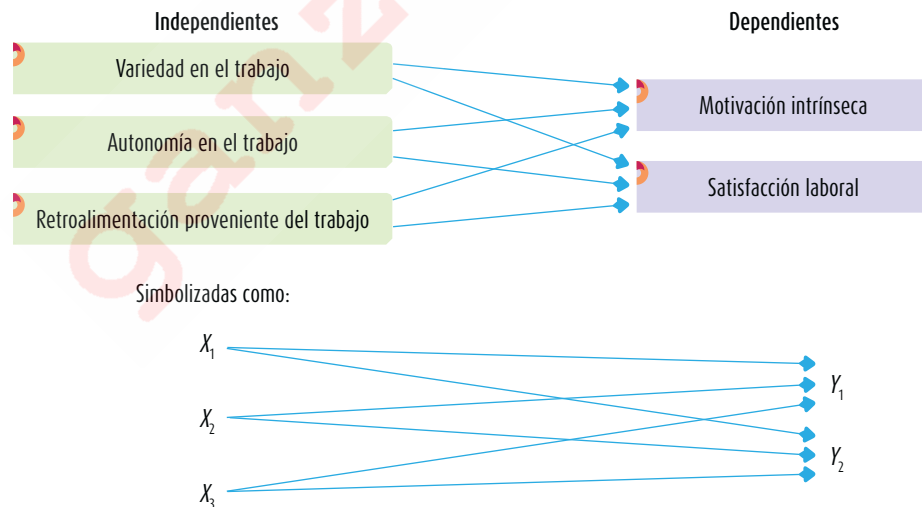 Independientes
Dependientes
Variedad en el trabajo
Motivación intrínseca
Autonomía en el trabajo
Satisfacción laboral
Retroalimentación proveniente del trabajo
Simbolizadas como:
X1
Y1
X2
Y2
X3
ganz